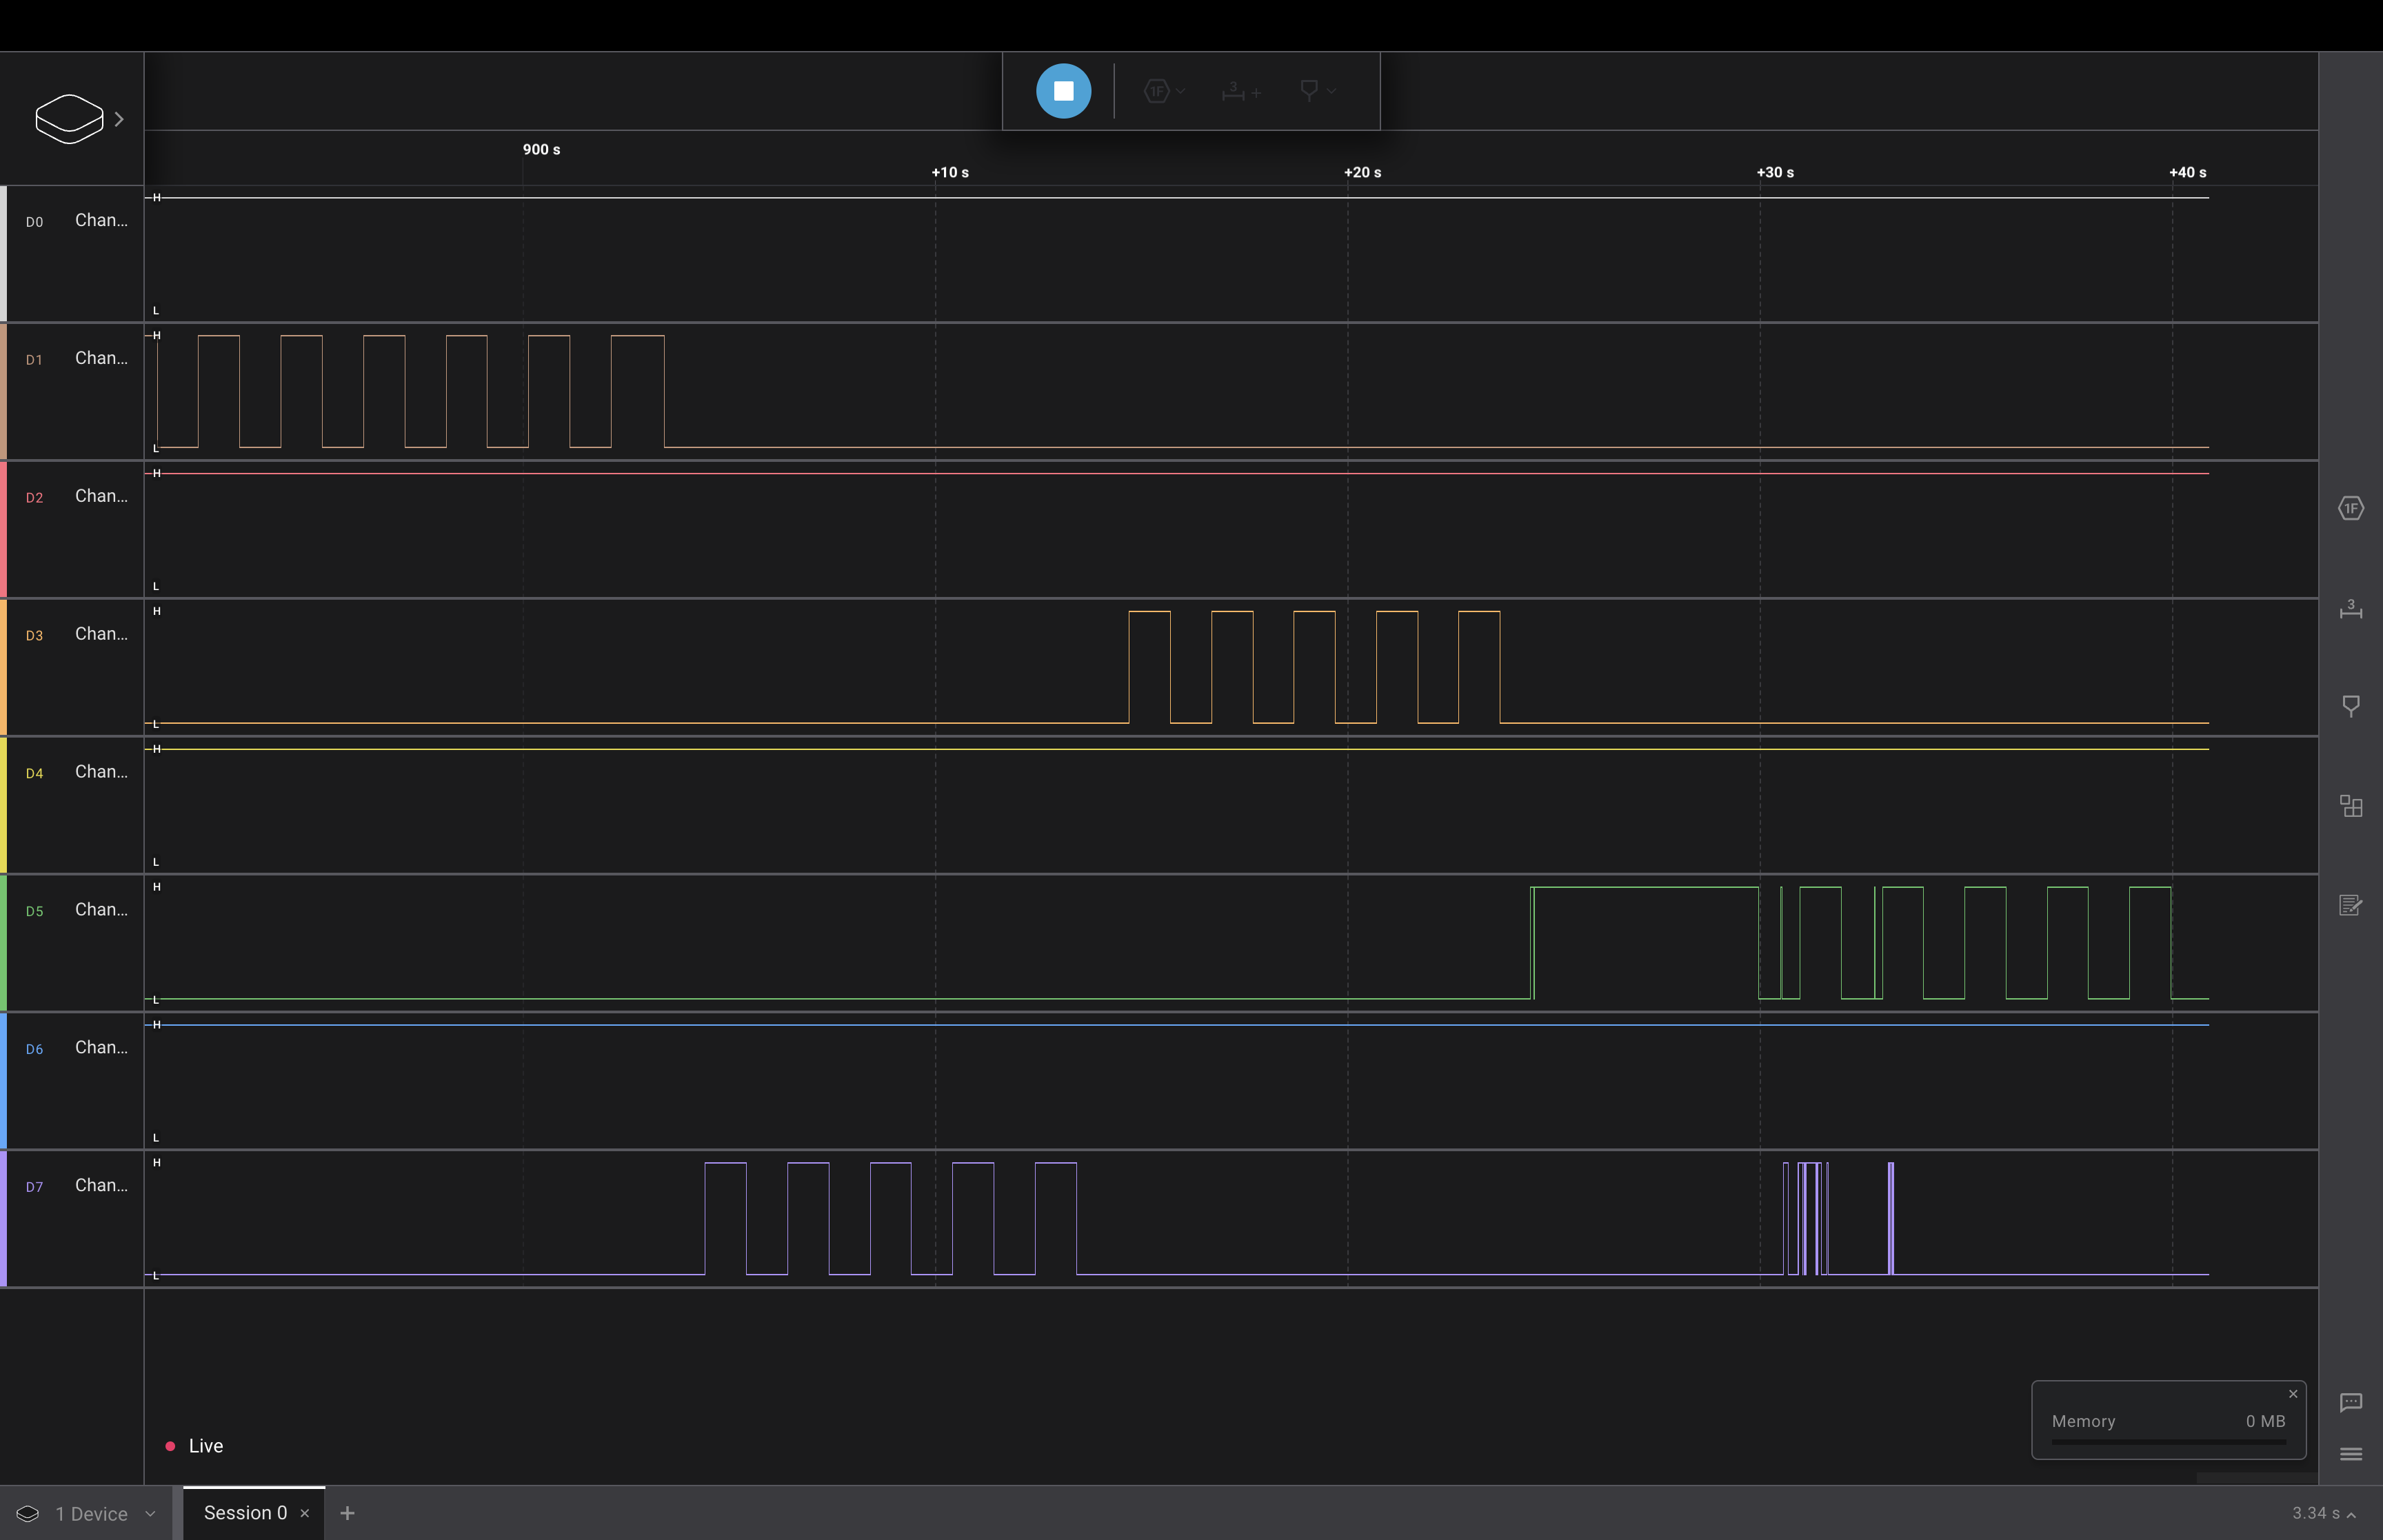 1F
3 +
900 s
+10 s
+20 s
+30 s
+40 s
D0 Chan...
H
L
D1 Chan...
H
L
D2 Chan...
H
L
1F
D3 Chan...
H
L
3
D4 Chan...
H
L
D5 Chan...
H
L
D6 Chan...
H
L
D7 Chan...
H
L
Memory 0 MB
Live
1 Device
Session 0 × +
3.34 s